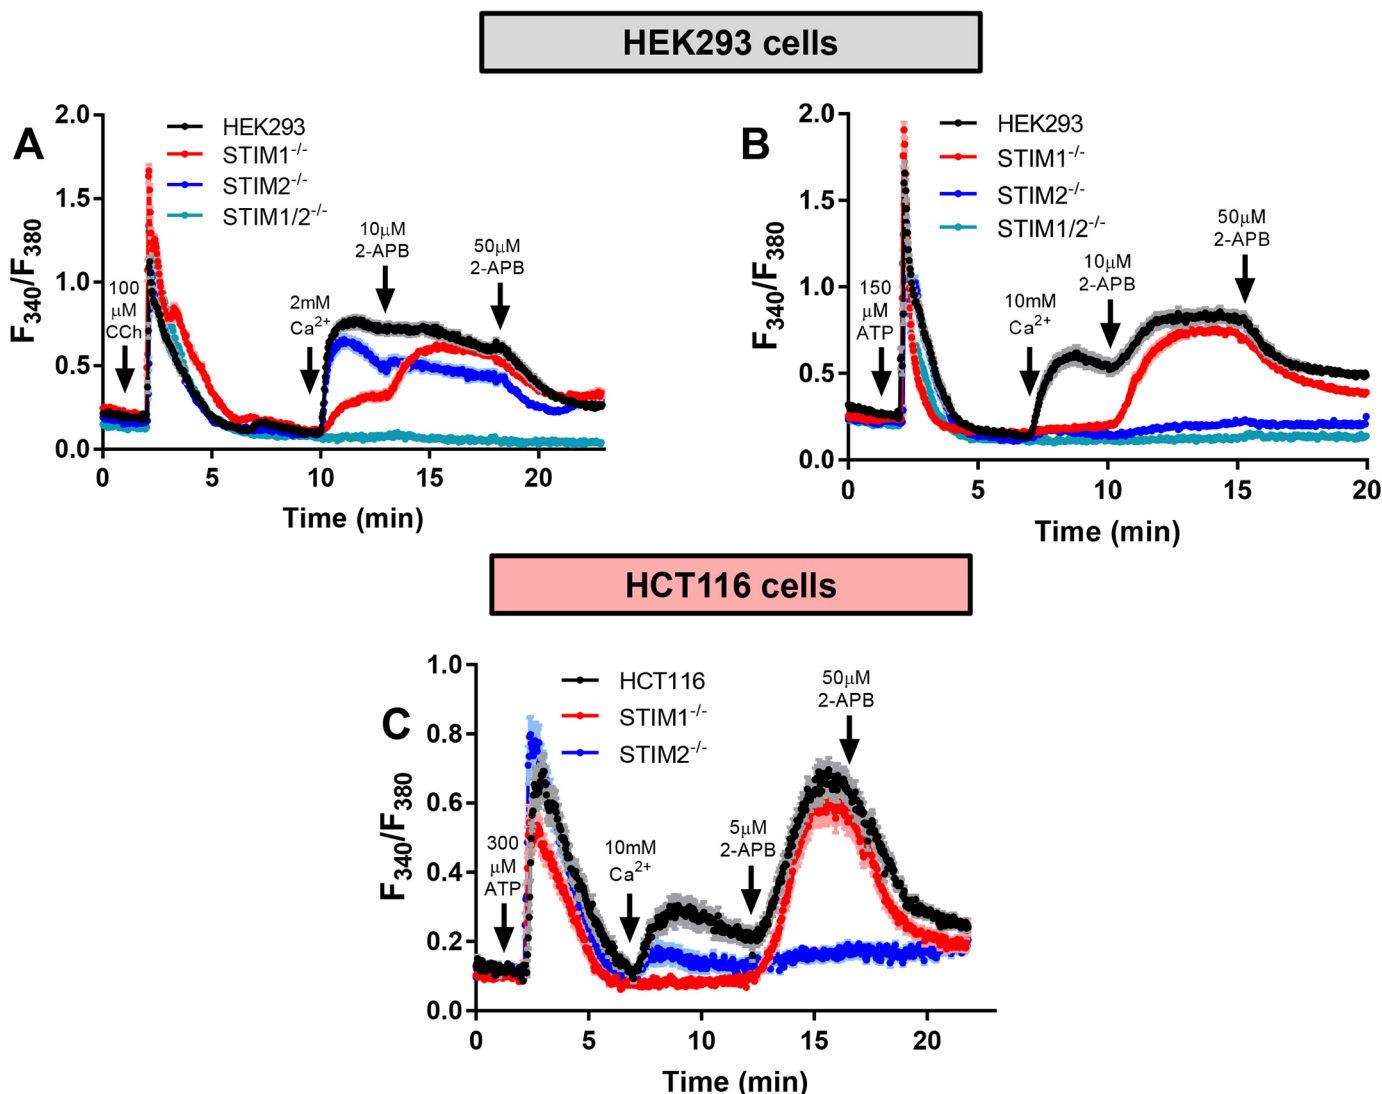 HEK293 cells
A
HEK293
STIM1-/-
STIM2-/-
STIM1/2-/-
100
μM
CCh
2mM
Ca2+
10μM
2-APB
50μM
2-APB
F340/F380
2.0
1.5
1.0
0.5
0.0
0 5 10 15 20
Time (min)
B
HEK293
STIM1-/-
STIM2-/-
STIM1/2-/-
150
μM
ATP
10mM
Ca2+
10μM
2-APB
50μM
2-APB
F340/F380
2.0
1.5
1.0
0.5
0.0
0 5 10 15 20
Time (min)
HCT116 cells
C
HCT116
STIM1-/-
STIM2-/-
300
μM
ATP
10mM
Ca2+
5μM
2-APB
50μM
2-APB
F340/F380
1.0
0.8
0.6
0.4
0.2
0.0
0 5 10 15 20
Time (min)